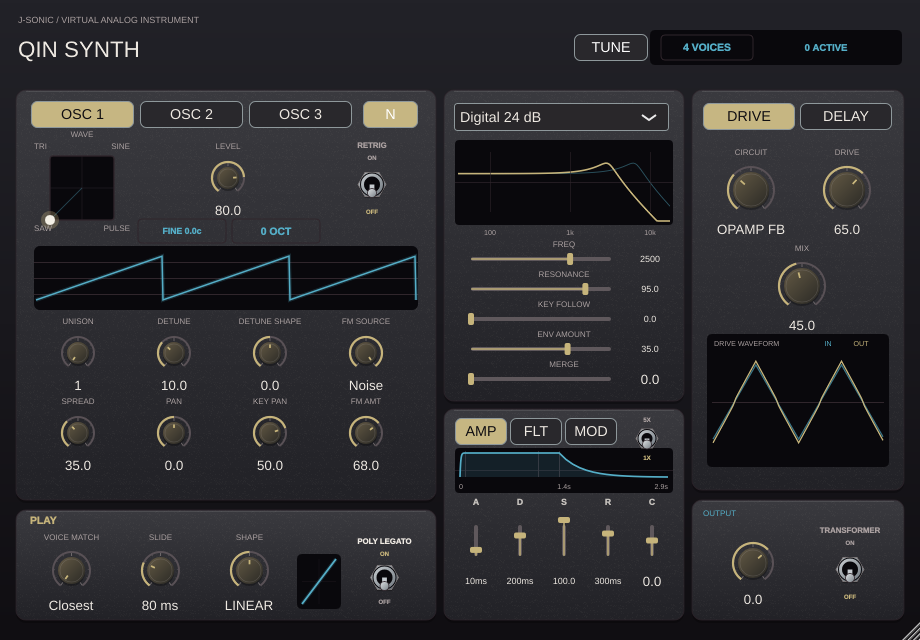 J-SONIC / VIRTUAL ANALOG INSTRUMENT
QIN SYNTH
TUNE
4 VOICES
0 ACTIVE
OSC 1
OSC 2
OSC 3
N
WAVE
TRI
SINE
SAW
PULSE
LEVEL
80.0
RETRIG
ON
OFF
FINE 0.0c
0 OCT
UNISON
DETUNE
DETUNE SHAPE
FM SOURCE
1
10.0
0.0
Noise
SPREAD
PAN
KEY PAN
FM AMT
35.0
0.0
50.0
68.0
PLAY
VOICE MATCH
SLIDE
SHAPE
Closest
80 ms
LINEAR
POLY LEGATO
ON
OFF
Digital 24 dB
100
1k
10k
FREQ
2500
RESONANCE
95.0
KEY FOLLOW
0.0
ENV AMOUNT
35.0
MERGE
0.0
AMP
FLT
MOD
5X
1X
0
1.4s
2.9s
A
D
S
R
C
10ms
200ms
100.0
300ms
0.0
DRIVE
DELAY
CIRCUIT
DRIVE
OPAMP FB
65.0
MIX
45.0
DRIVE WAVEFORM
IN
OUT
OUTPUT
0.0
TRANSFORMER
ON
OFF